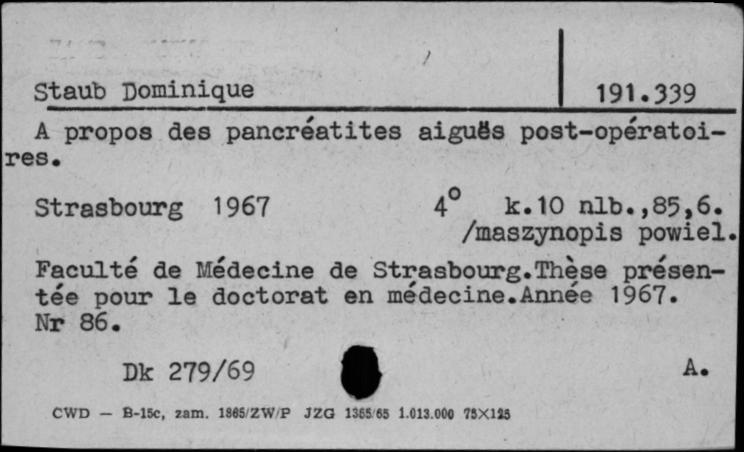 Staub Dominique 191.339
A propos des pancréatites aiguës post-opératoi-
res.
Strasbourg 1967 4° k.10 nlb.,85,6.
/maszynopis powiel.
Faculté de Médecine de Strasbourg.Thèse présen-
tée pour le doctorat en médecine.Année 1967.
Nr 86.
Dk 279/69 A.
CWD — B-15c, zam. 1865/ZW/P JZG 1365/65 1.013.000 75X125